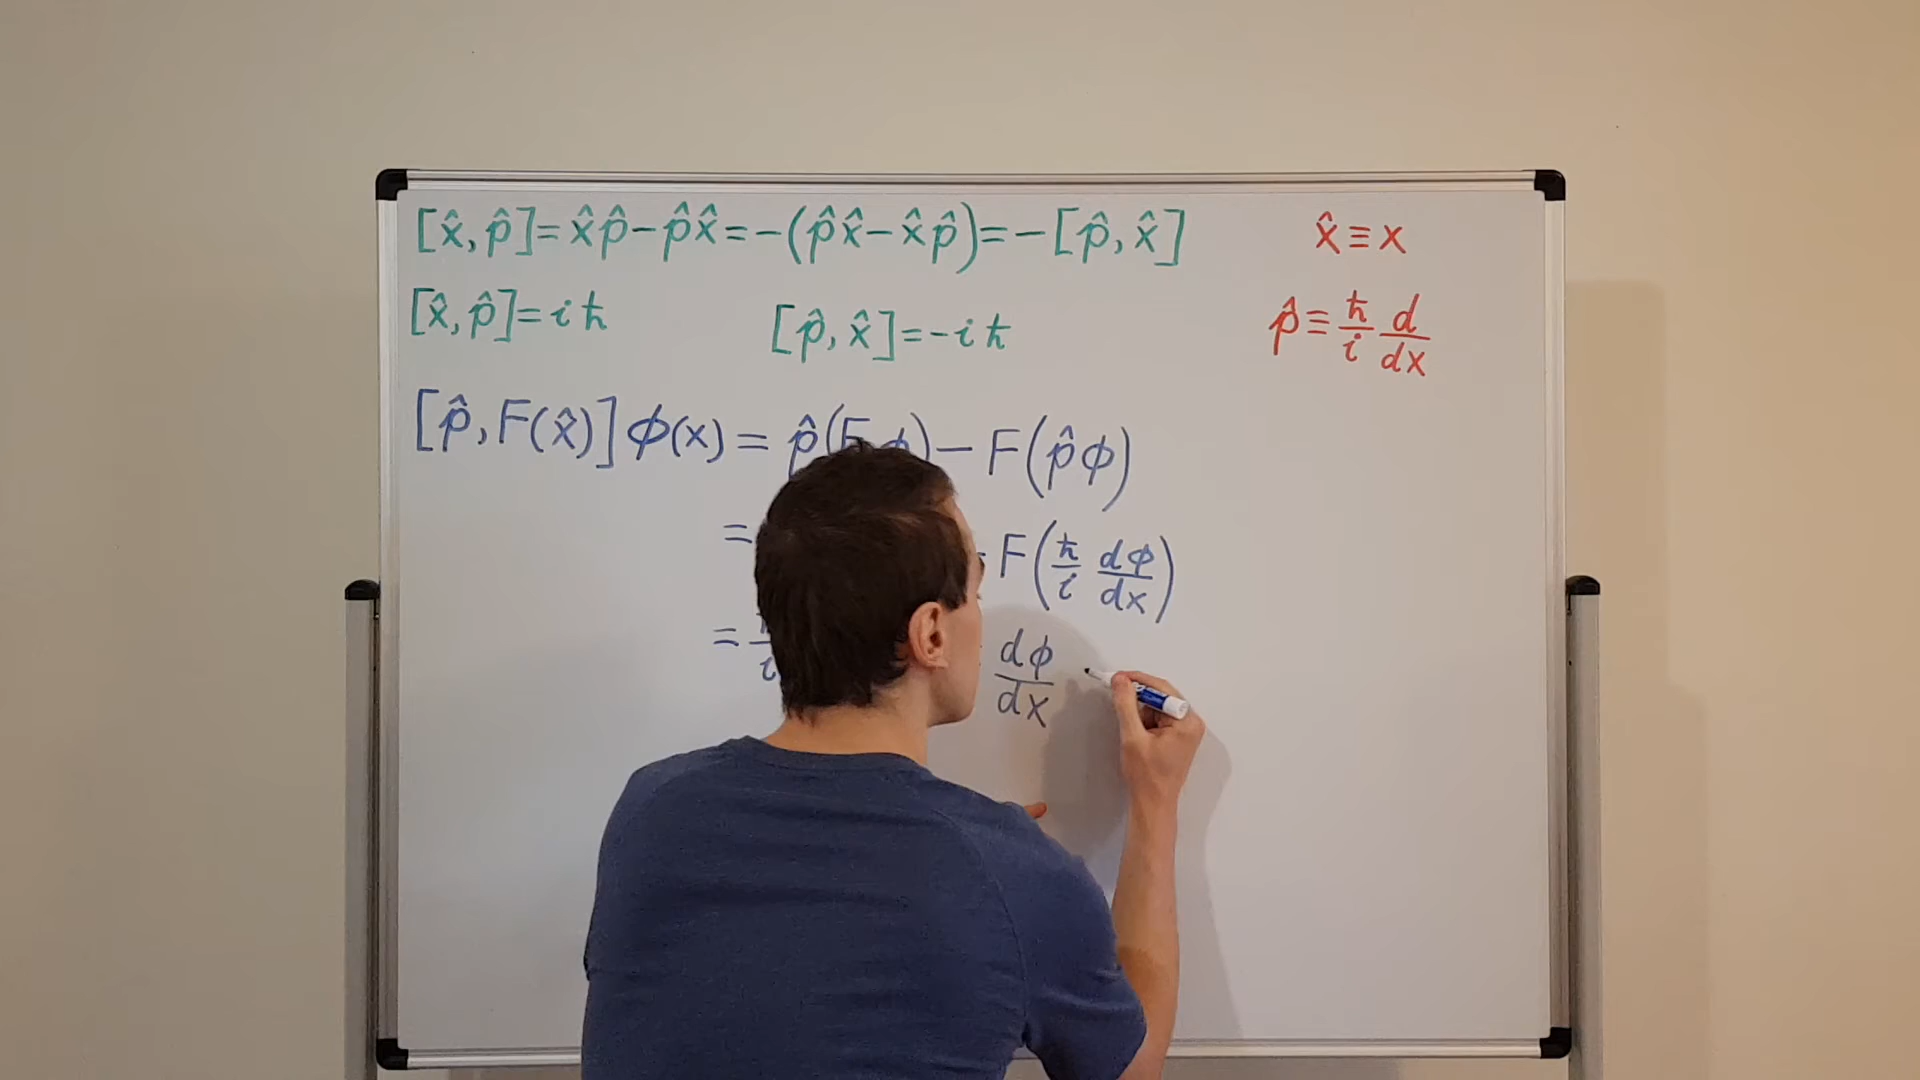 [x̂, p̂] = x̂p̂ − p̂x̂ = −(p̂x̂ − x̂p̂) = −[p̂, x̂]
x̂ ≡ x
[x̂, p̂] = iħ
[p̂, x̂] = −iħ
p̂ ≡ ħ/i d/dx
[p̂, F(x̂)] ϕ(x) = p̂(Fϕ) − F(p̂ϕ)
= F(ħ/i dϕ/dx)
= dϕ/dx